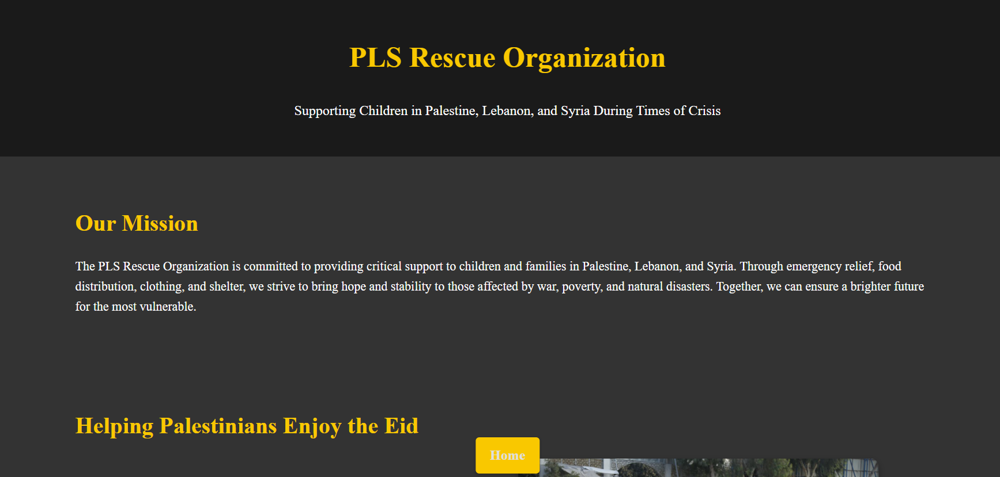 PLS Rescue Organization
Supporting Children in Palestine, Lebanon, and Syria During Times of Crisis
Our Mission
The PLS Rescue Organization is committed to providing critical support to children and families in Palestine, Lebanon, and Syria. Through emergency relief, food
distribution, clothing, and shelter, we strive to bring hope and stability to those affected by war, poverty, and natural disasters. Together, we can ensure a brighter future
for the most vulnerable.
Helping Palestinians Enjoy the Eid
Home